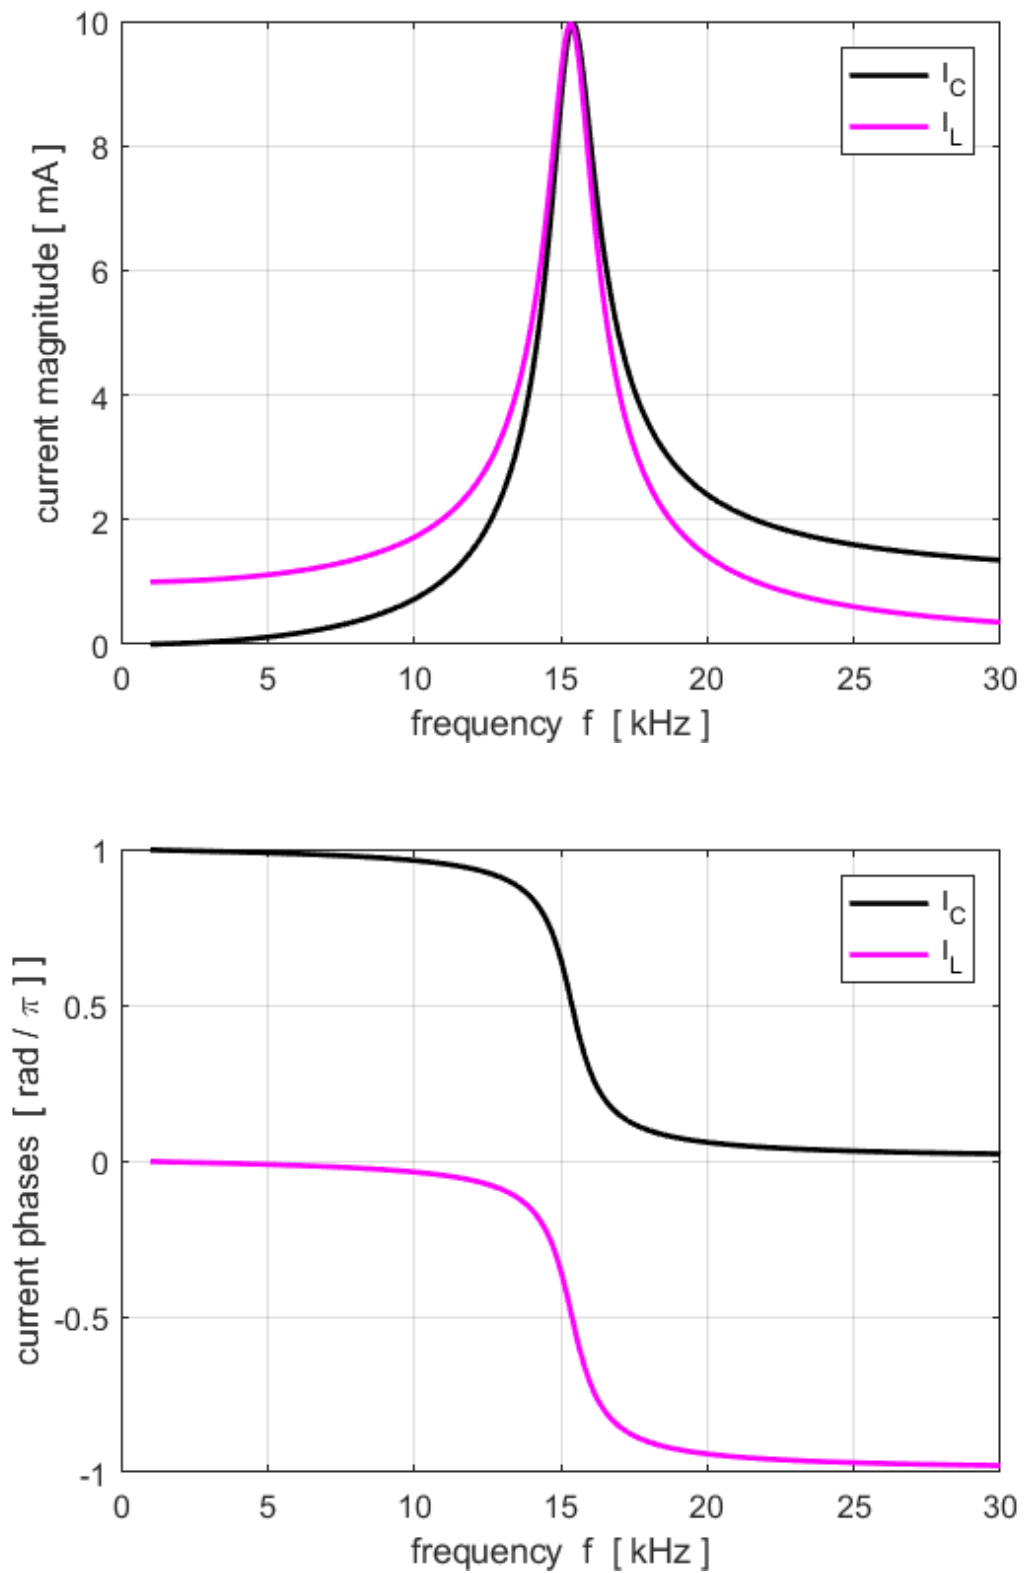 10
8
6
4
2
0
current magnitude [ mA ]
I_C
I_L
0 5 10 15 20 25 30
frequency f [ kHz ]
1
0.5
0
-0.5
-1
current phases [ rad / π ] ]
I_C
I_L
0 5 10 15 20 25 30
frequency f [ kHz ]